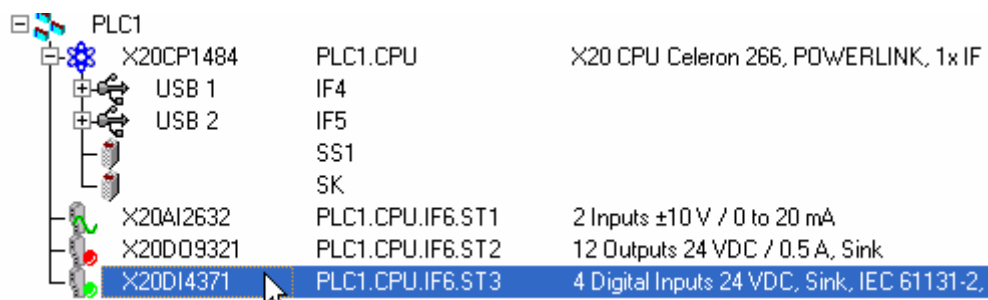 PLC1
X20CP1484 PLC1.CPU X20 CPU Celeron 266, POWERLINK, 1x IF
USB 1 IF4
USB 2 IF5
SS1
SK
X20AI2632 PLC1.CPU.IF6.ST1 2 Inputs ±10 V / 0 to 20 mA
X20DO9321 PLC1.CPU.IF6.ST2 12 Outputs 24 VDC / 0.5 A, Sink
X20DI4371 PLC1.CPU.IF6.ST3 4 Digital Inputs 24 VDC, Sink, IEC 61131-2,